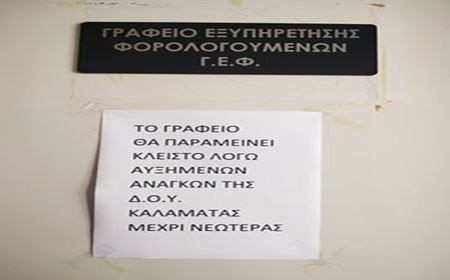 ΓΡΑΦΕΙΟ ΕΞΥΠΗΡΕΤΗΣΗΣ
ΦΟΡΟΛΟΓΟΥΜΕΝΩΝ
Γ.Ε.Φ.
ΤΟ ΓΡΑΦΕΙΟ
ΘΑ ΠΑΡΑΜΕΙΝΕΙ
ΚΛΕΙΣΤΟ ΛΟΓΩ
ΑΥΞΗΜΕΝΩΝ
ΑΝΑΓΚΩΝ ΤΗΣ
Δ.Ο.Υ.
ΚΑΛΑΜΑΤΑΣ
ΜΕΧΡΙ ΝΕΩΤΕΡΑΣ